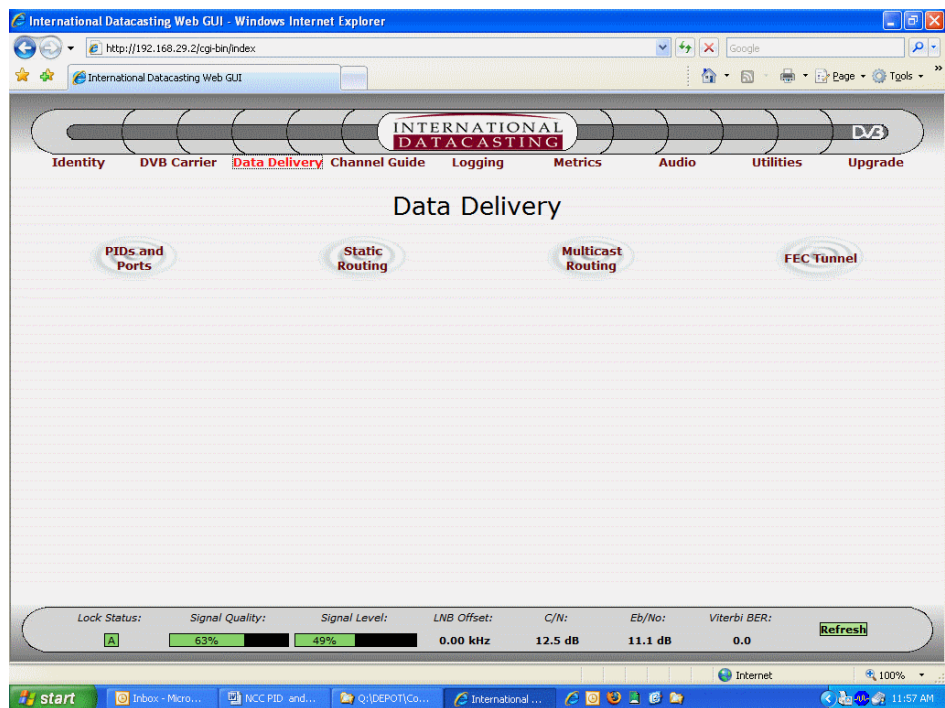 International Datacasting Web GUI - Windows Internet Explorer
http://192.168.29.2/cgi-bin/index
Google
International Datacasting Web GUI
Page
Tools
»
INTERNATIONAL
DATACASTING
DVB
Identity DVB Carrier Data Delivery Channel Guide Logging Metrics Audio Utilities Upgrade
Data Delivery
PIDs and
Ports
Static
Routing
Multicast
Routing
FEC Tunnel
Lock Status: Signal Quality: Signal Level: LNB Offset: C/N: Eb/No: Viterbi BER:
A 63% 49% 0.00 kHz 12.5 dB 11.1 dB 0.0 Refresh
Internet 100%
start Inbox - Micro... NCC PID and... Q:\DEPOT\Co... International ... 11:57 AM